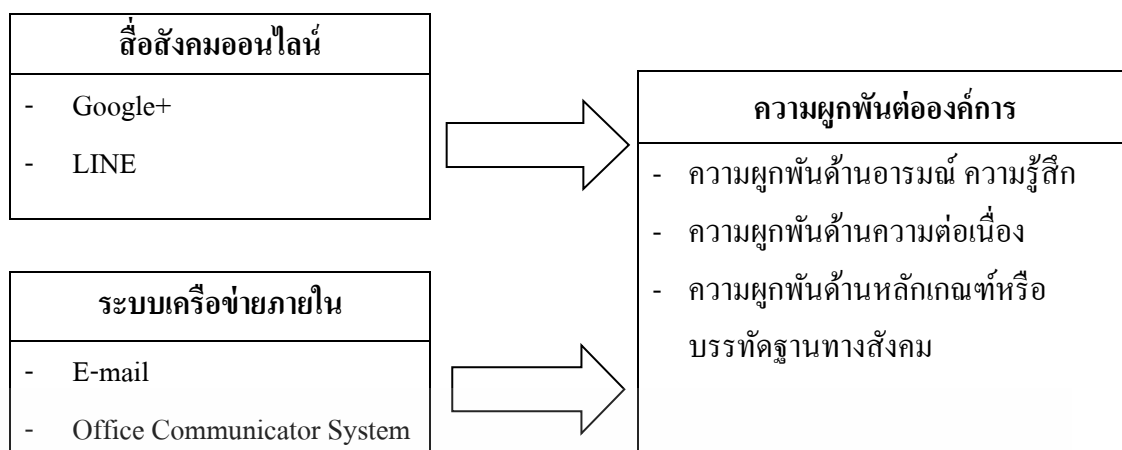 สื่อสังคมออนไลน์
- Google+
- LINE
ระบบเครือข่ายภายใน
- E-mail
- Office Communicator System
ความผูกพันต่อองค์การ
- ความผูกพันด้านอารมณ์ ความรู้สึก
- ความผูกพันด้านความต่อเนื่อง
- ความผูกพันด้านหลักเกณฑ์หรือ
บรรทัดฐานทางสังคม